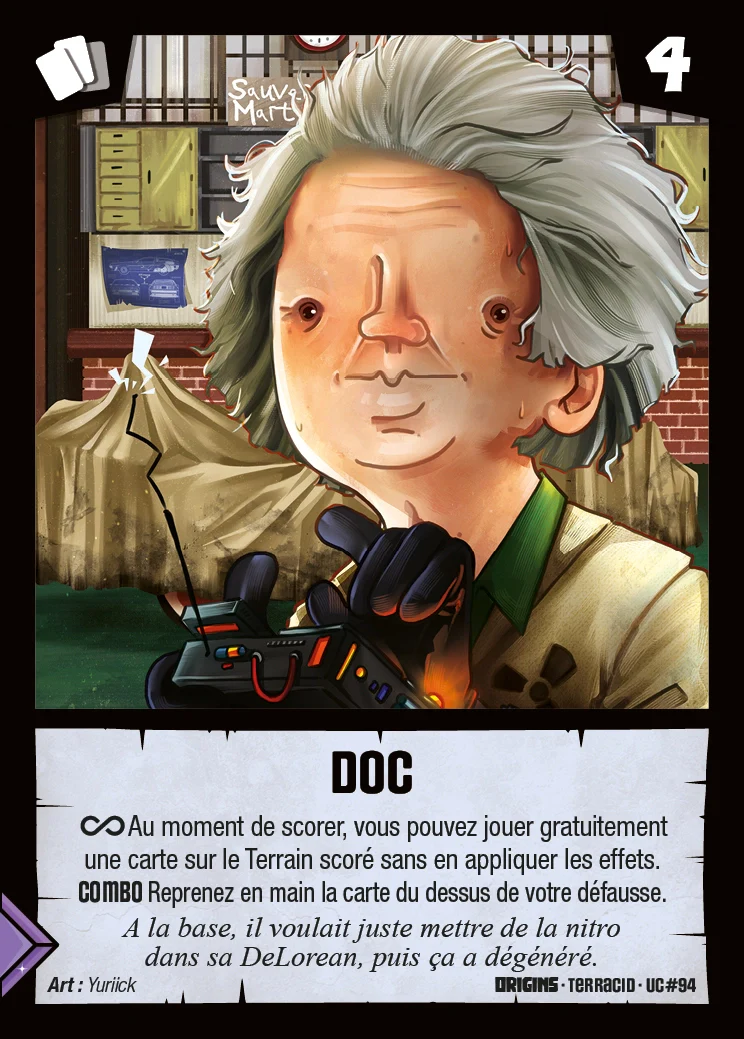 4
Sauva
Mart
DOC
∞ Au moment de scorer, vous pouvez jouer gratuitement
une carte sur le Terrain scoré sans en appliquer les effets.
COMBO Reprenez en main la carte du dessus de votre défausse.
A la base, il voulait juste mettre de la nitro
dans sa DeLorean, puis ça a dégénéré.
Art : Yuriick
ORIGINS · TERRACID · UC#94